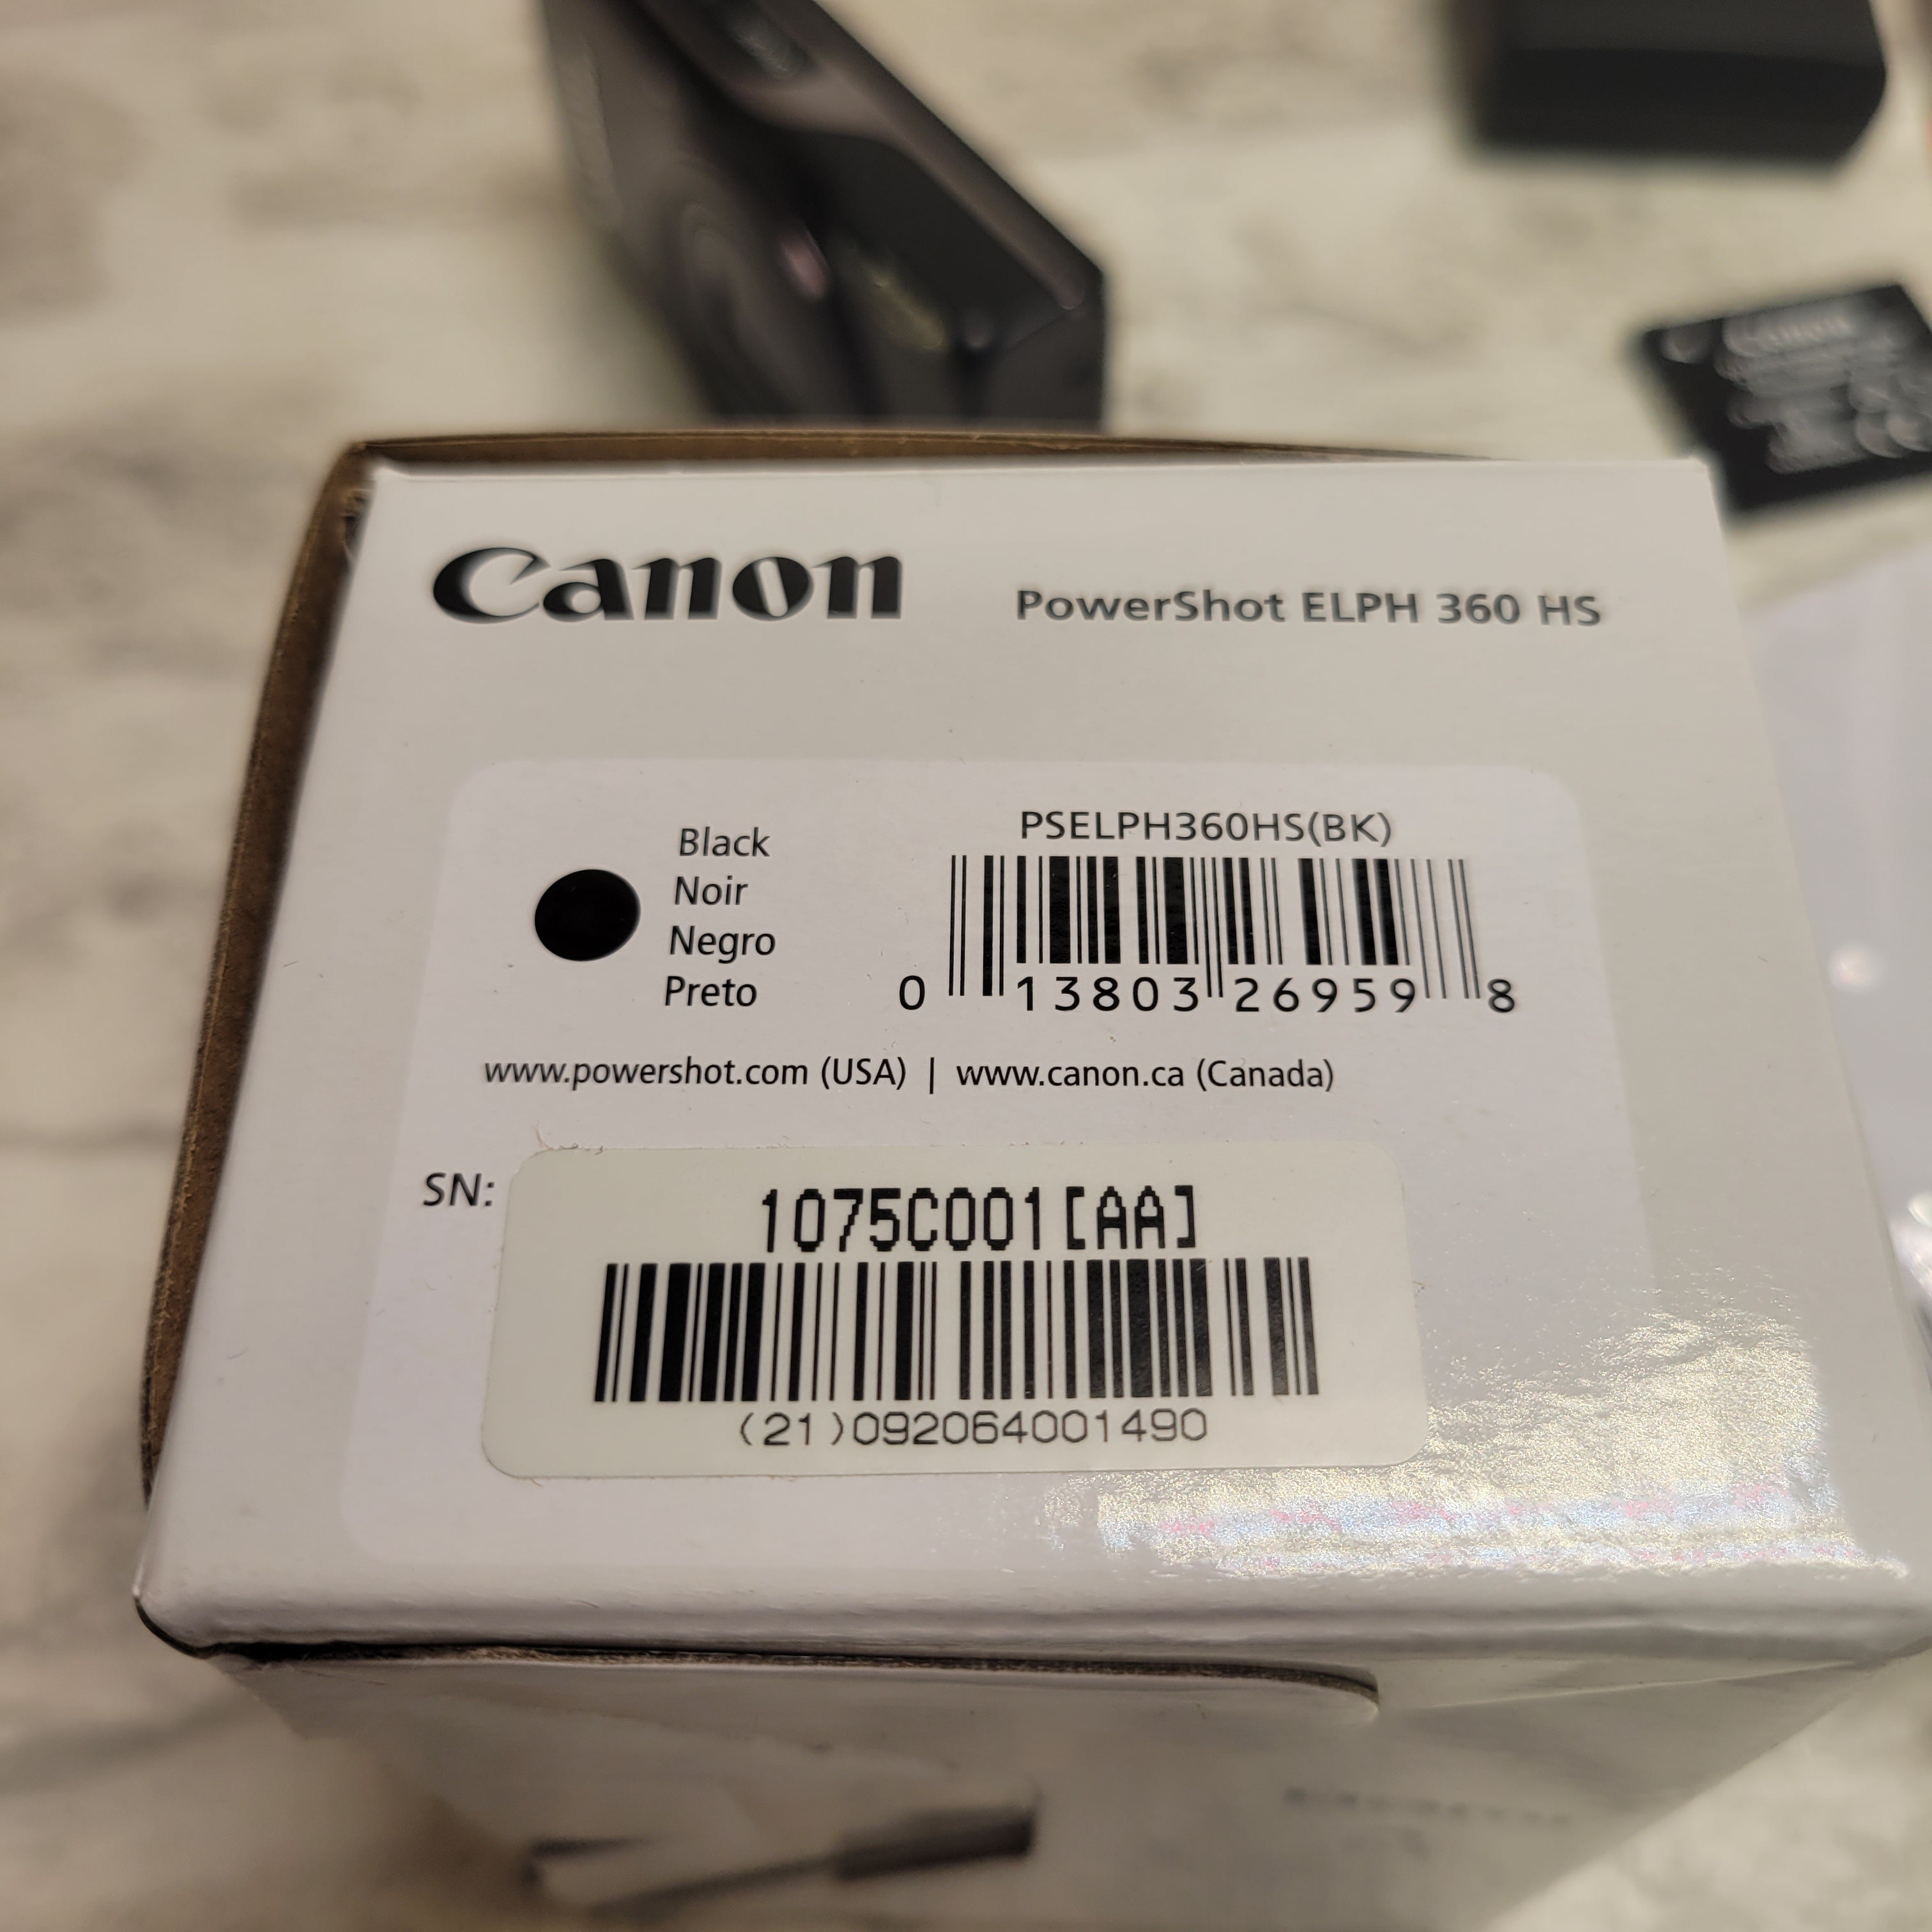 Canon
Canon PowerShot ELPH 360 HS
PSELPH360HS(BK)
Black
Noir
Negro
Preto
0 13803 26959 8
www.powershot.com (USA) | www.canon.ca (Canada)
SN:
1075C001[AA]
(21)092064001490